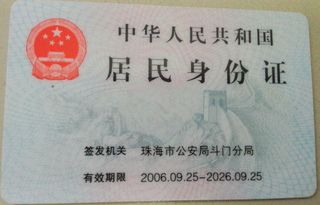 中华人民共和国
居民身份证
签发机关 珠海市公安局斗门分局
有效期限 2006.09.25-2026.09.25